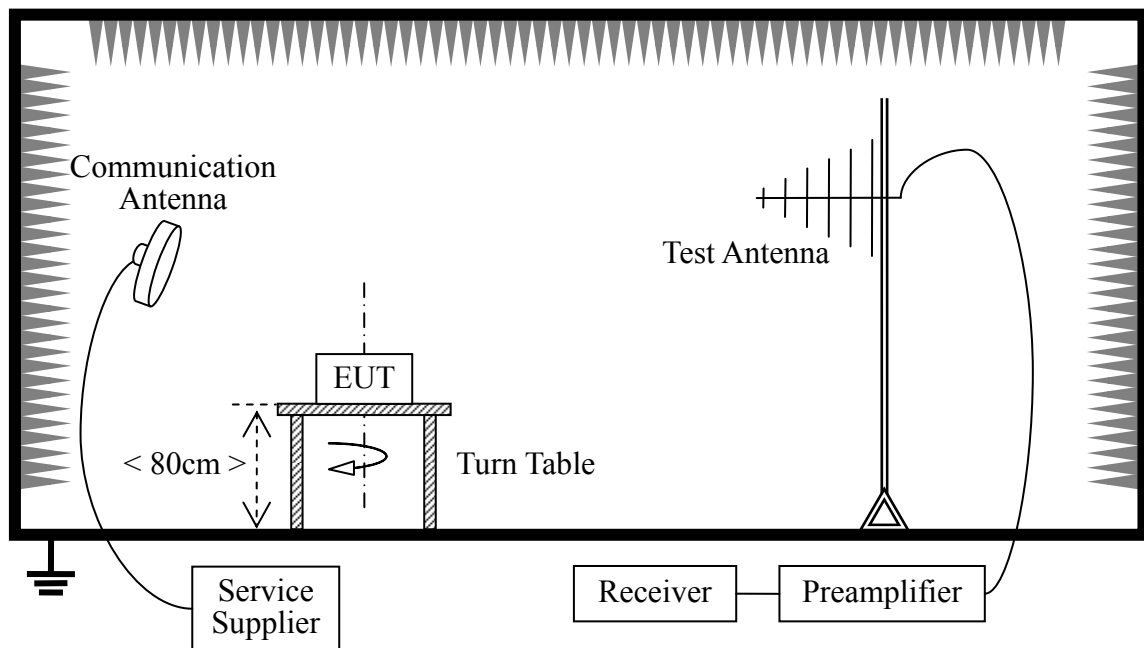 Communication
Antenna
Test Antenna
EUT
< 80cm >
Turn Table
Service
Supplier
Receiver
Preamplifier